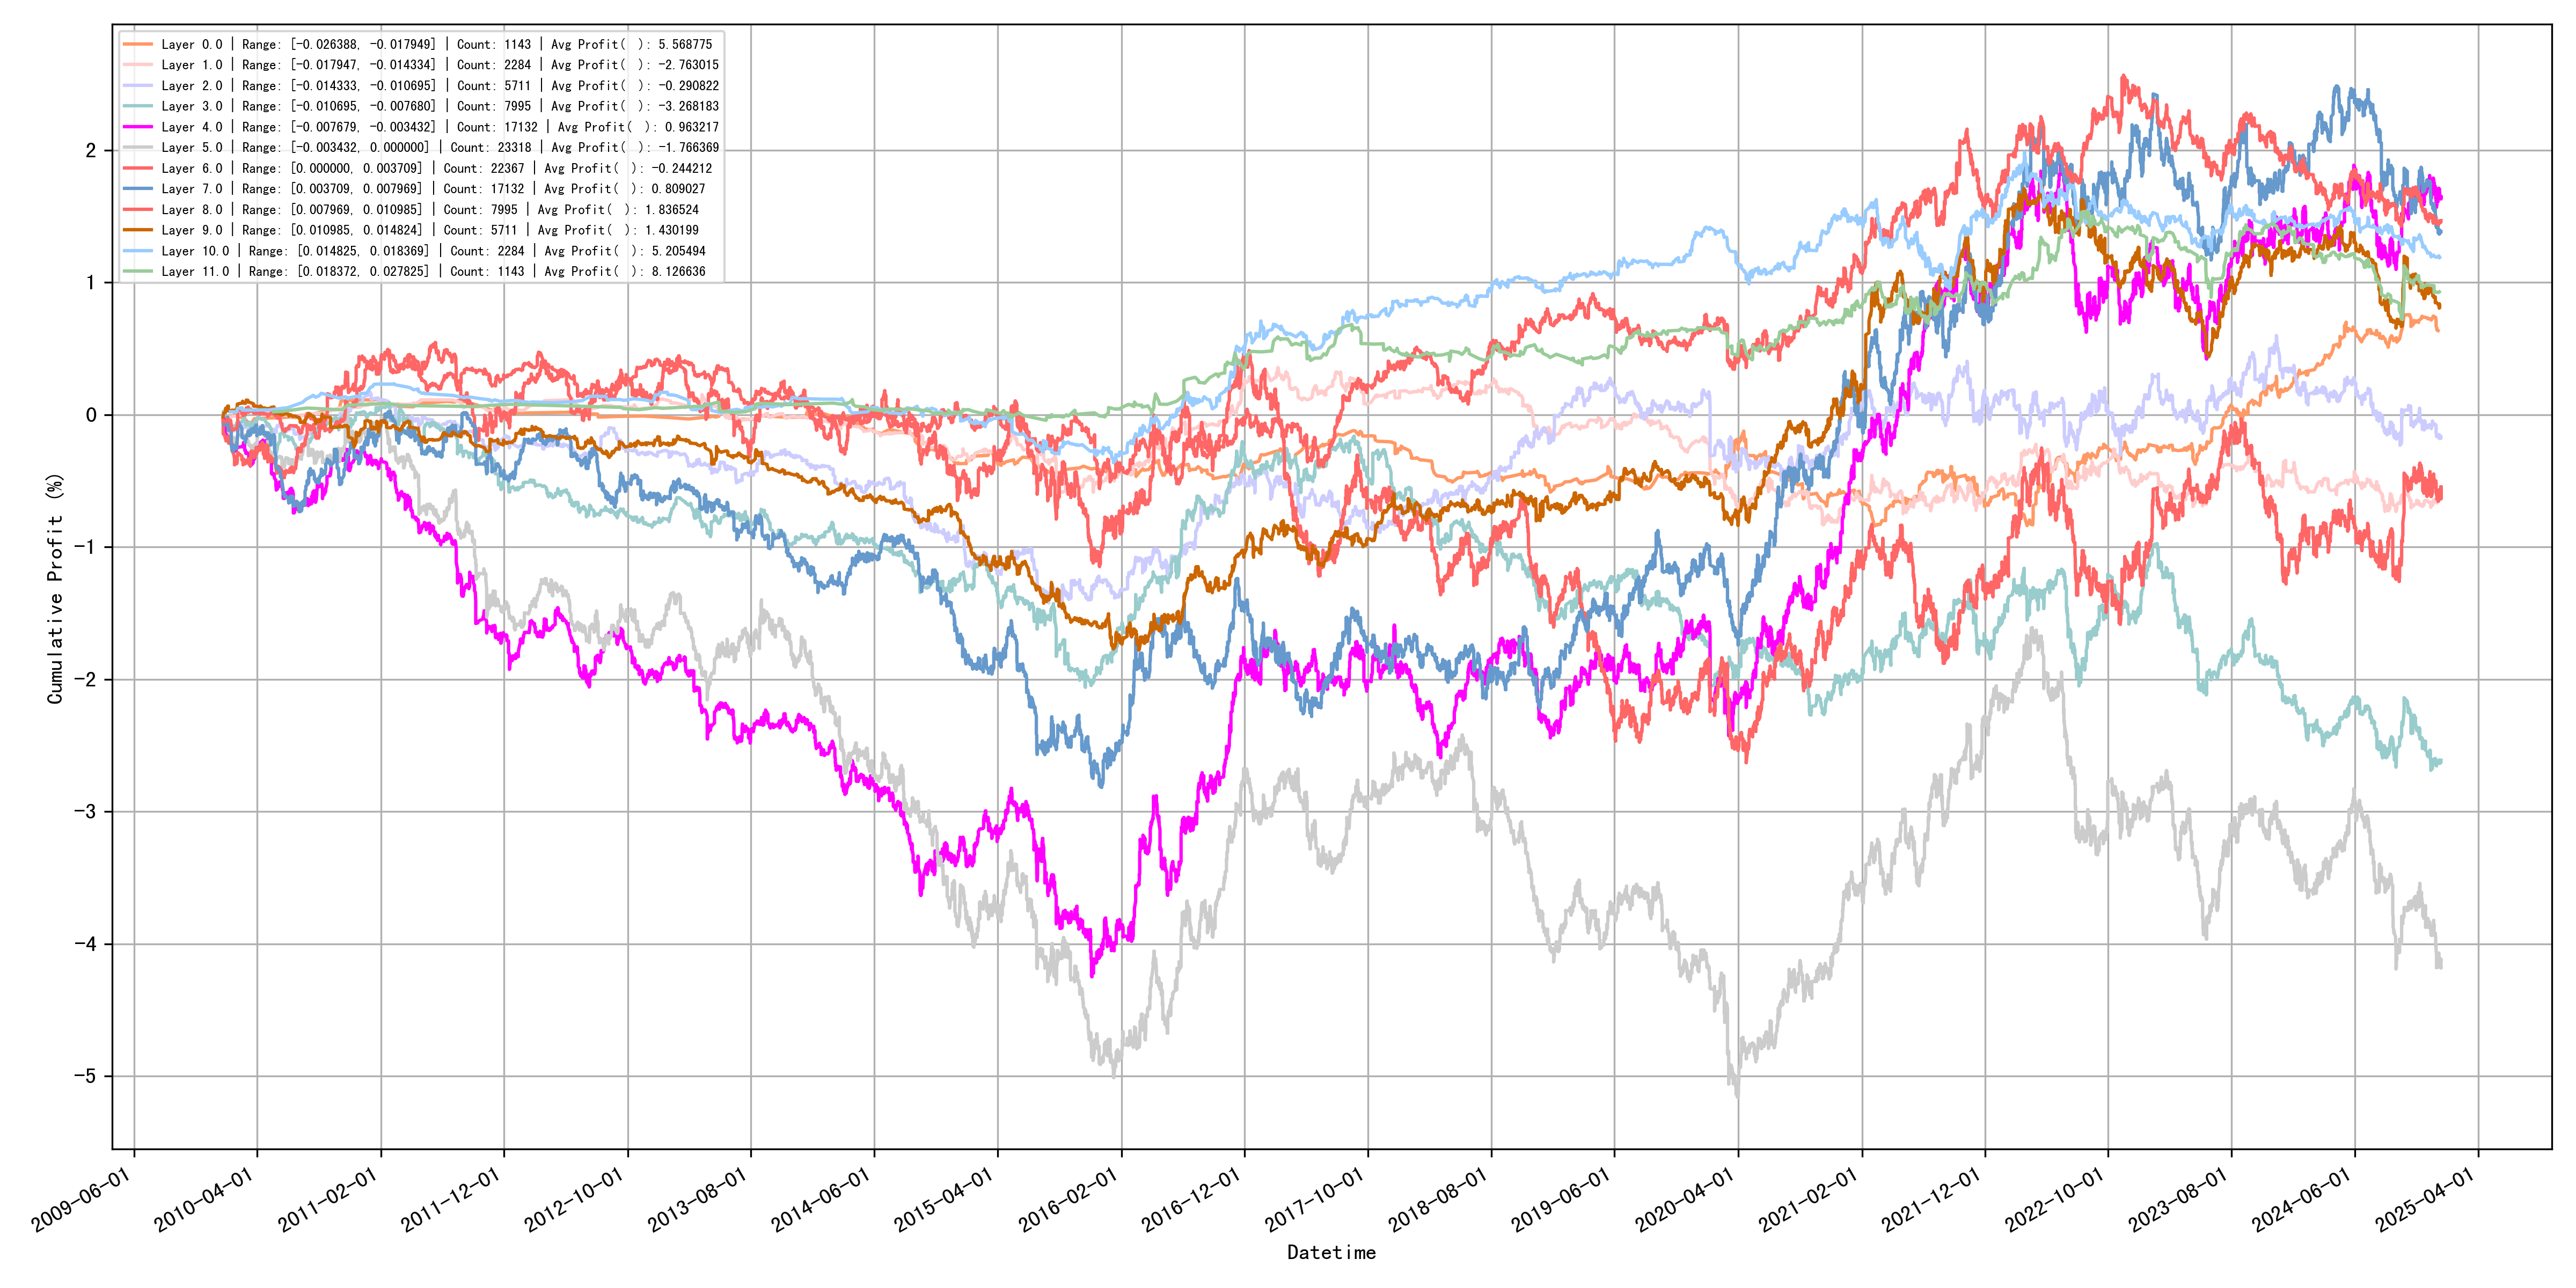 Layer 0.0 | Range: [-0.026388, -0.017949] | Count: 1143 | Avg Profit( ): 5.568775
Layer 1.0 | Range: [-0.017947, -0.014334] | Count: 2284 | Avg Profit( ): -2.763015
Layer 2.0 | Range: [-0.014333, -0.010695] | Count: 5711 | Avg Profit( ): -0.290822
Layer 3.0 | Range: [-0.010695, -0.007680] | Count: 7995 | Avg Profit( ): -3.268183
Layer 4.0 | Range: [-0.007679, -0.003432] | Count: 17132 | Avg Profit( ): 0.963217
Layer 5.0 | Range: [-0.003432, 0.000000] | Count: 23318 | Avg Profit( ): -1.766369
Layer 6.0 | Range: [0.000000, 0.003709] | Count: 22367 | Avg Profit( ): -0.244212
Layer 7.0 | Range: [0.003709, 0.007969] | Count: 17132 | Avg Profit( ): 0.809027
Layer 8.0 | Range: [0.007969, 0.010985] | Count: 7995 | Avg Profit( ): 1.836524
Layer 9.0 | Range: [0.010985, 0.014824] | Count: 5711 | Avg Profit( ): 1.430199
Layer 10.0 | Range: [0.014825, 0.018369] | Count: 2284 | Avg Profit( ): 5.205494
Layer 11.0 | Range: [0.018372, 0.027825] | Count: 1143 | Avg Profit( ): 8.126636
2
1
0
-1
-2
-3
-4
-5
Cumulative Profit (%)
2009-06-01
2010-04-01
2011-02-01
2011-12-01
2012-10-01
2013-08-01
2014-06-01
2015-04-01
2016-02-01
2016-12-01
2017-10-01
2018-08-01
2019-06-01
2020-04-01
2021-02-01
2021-12-01
2022-10-01
2023-08-01
2024-06-01
2025-04-01
Datetime